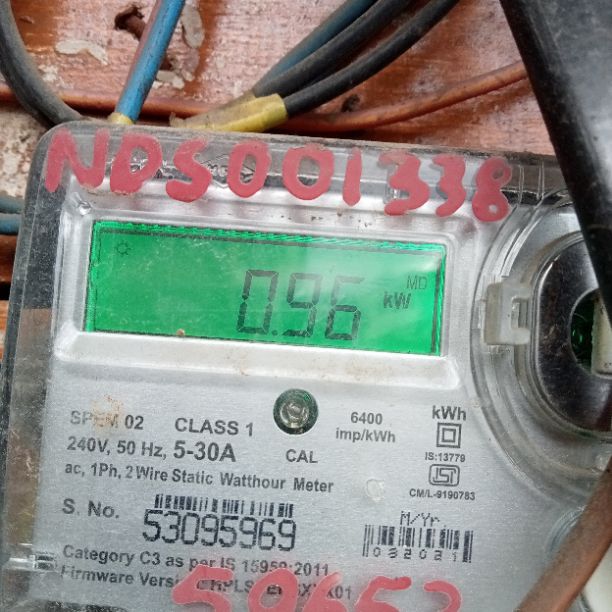 NDS001338
MD
0.96 kW
SPEM 02 CLASS 1 6400 imp/kWh kWh
240V, 50 Hz, 5-30A CAL IS:13779
ac, 1Ph, 2 Wire Static Watthour Meter CM/L-9190783
S. No. 53095969 M/Yr
032021
Category C3 as per IS 15959:2011
Firmware